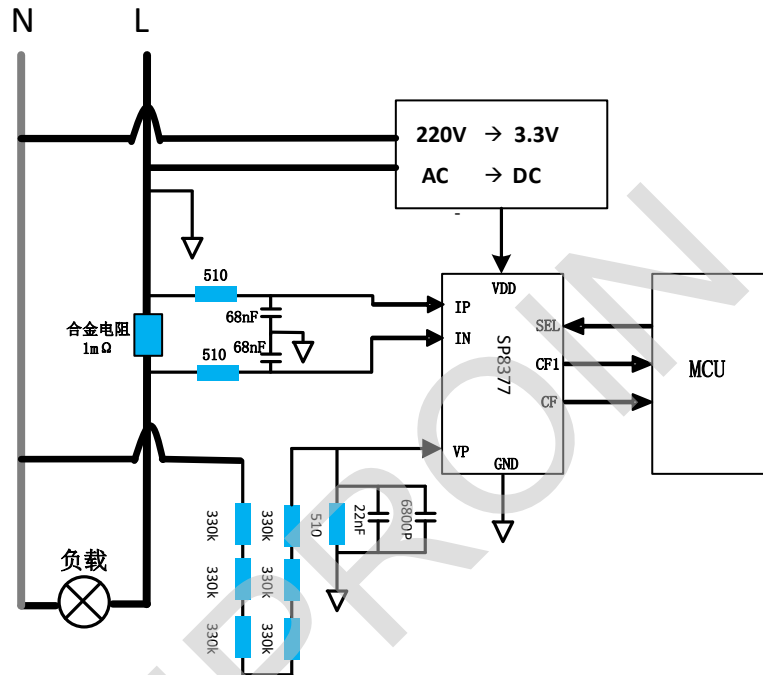 N
L
220V → 3.3V
AC → DC
-
510
68nF
合金电阻
1mΩ
68nF
510
VDD
IP
IN
SP8377
SEL
CF1
CF
VP
GND
MCU
330k
330k
510
22nF
6800P
330k
330k
330k
330k
负载